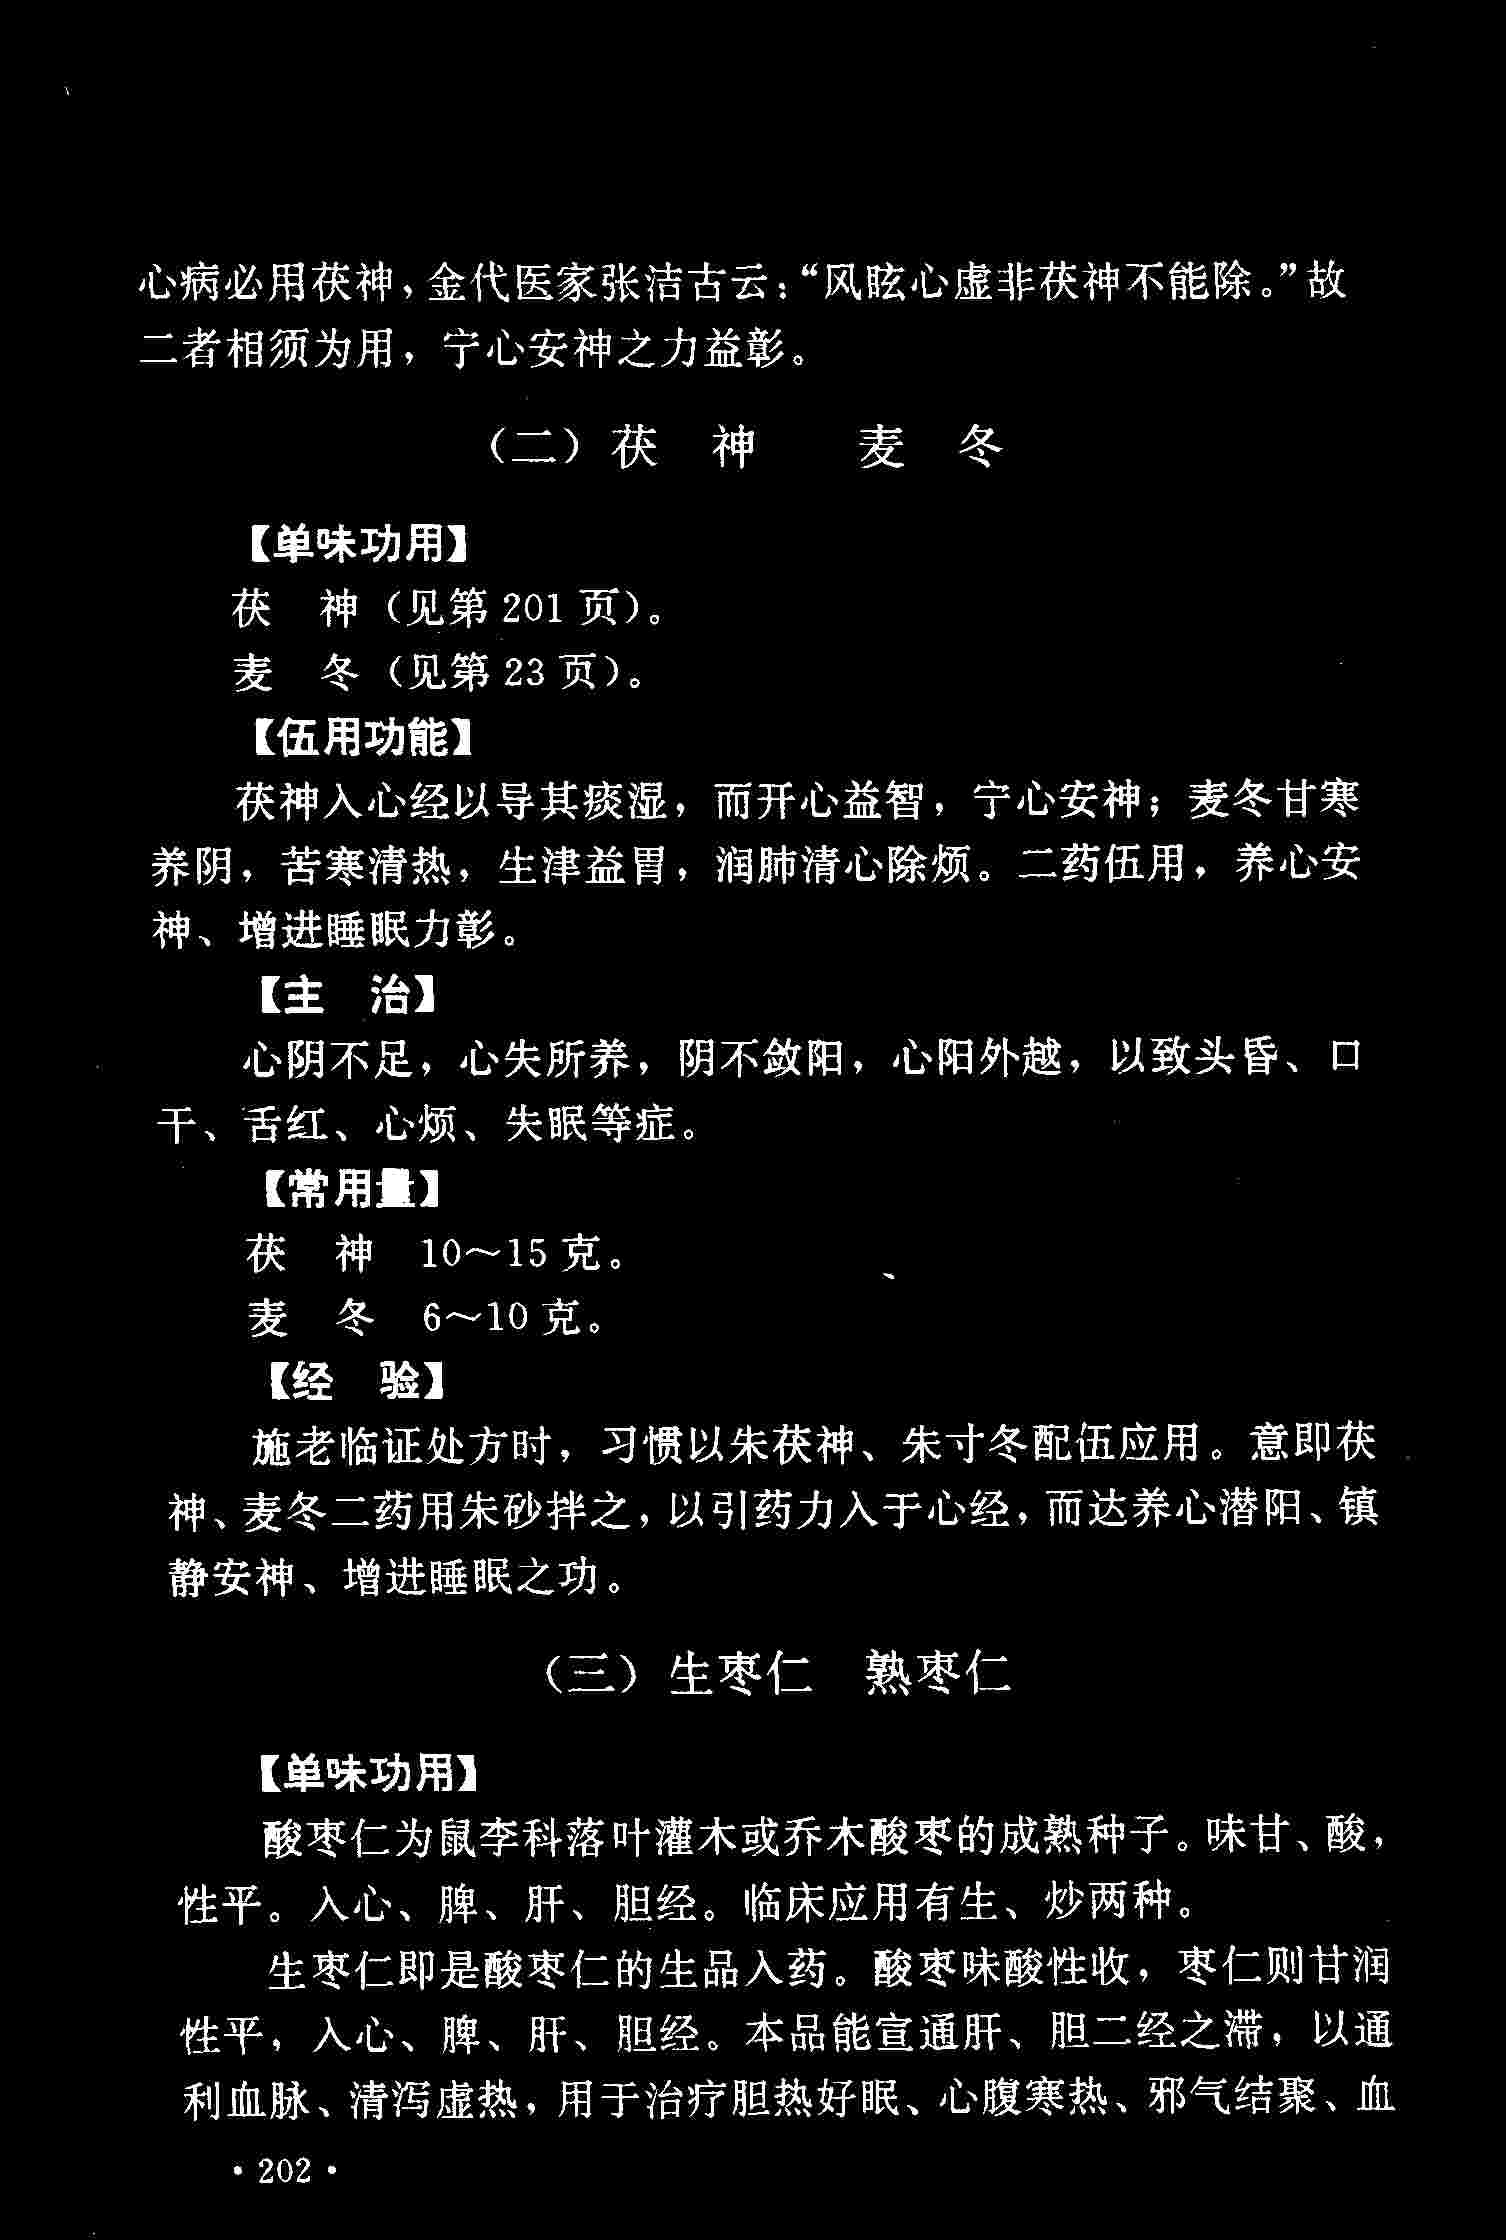 心病必用茯神，金代医家张洁古云：“风眩心虚非茯神不能除。”故
二者相须为用，宁心安神之力益彰。
（二）茯　神　　麦　冬
【单味功用】
茯　神（见第 201 页）。
麦　冬（见第 23 页）。
【伍用功能】
茯神入心经以导其痰湿，而开心益智，宁心安神；麦冬甘寒
养阴，苦寒清热，生津益胃，润肺清心除烦。二药伍用，养心安
神、增进睡眠力彰。
【主　治】
心阴不足，心失所养，阴不敛阳，心阳外越，以致头昏、口
干、舌红、心烦、失眠等症。
【常用量】
茯　神　10～15 克。
麦　冬　6～10 克。
【经　验】
施老临证处方时，习惯以朱茯神、朱寸冬配伍应用。意即茯
神、麦冬二药用朱砂拌之，以引药力入于心经，而达养心潜阳、镇
静安神、增进睡眠之功。
（三）生枣仁　熟枣仁
【单味功用】
酸枣仁为鼠李科落叶灌木或乔木酸枣的成熟种子。味甘、酸，
性平。入心、脾、肝、胆经。临床应用有生、炒两种。
生枣仁即是酸枣仁的生品入药。酸枣味酸性收，枣仁则甘润
性平，入心、脾、肝、胆经。本品能宣通肝、胆二经之滞，以通
利血脉、清泻虚热，用于治疗胆热好眠、心腹寒热、邪气结聚、血
·202·